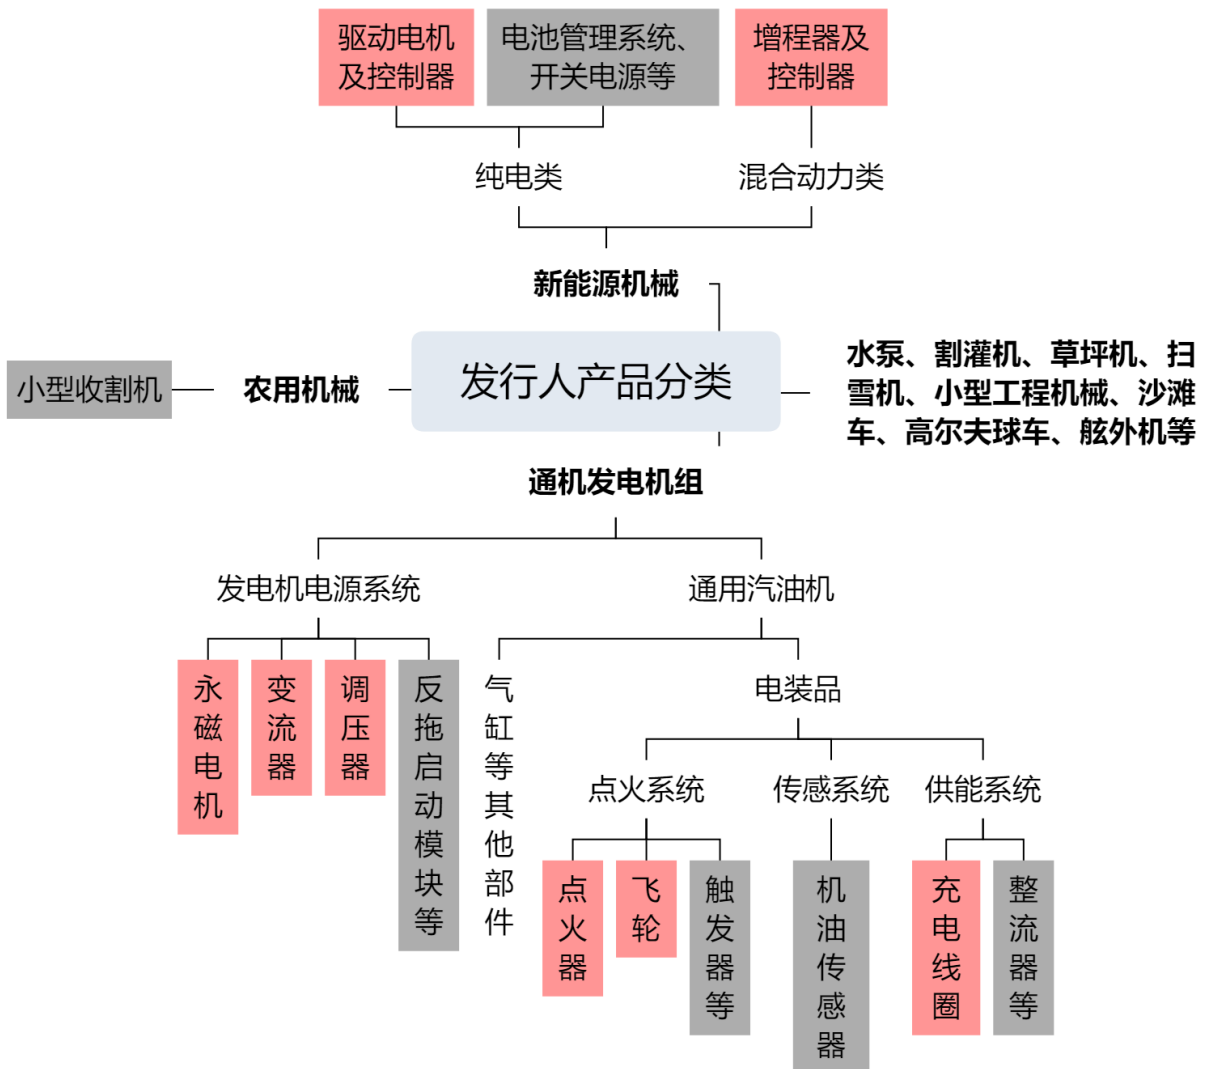 驱动电机
及控制器
电池管理系统、
开关电源等
增程器及
控制器
纯电类
混合动力类
新能源机械
小型收割机
农用机械
发行人产品分类
水泵、割灌机、草坪机、扫
雪机、小型工程机械、沙滩
车、高尔夫球车、舷外机等
通机发电机组
发电机电源系统
通用汽油机
永磁电机
变流器
调压器
反拖启动模块等
气缸等其他部件
电装品
点火系统
传感系统
供能系统
点火器
飞轮
触发器等
机油传感器
充电线圈
整流器等